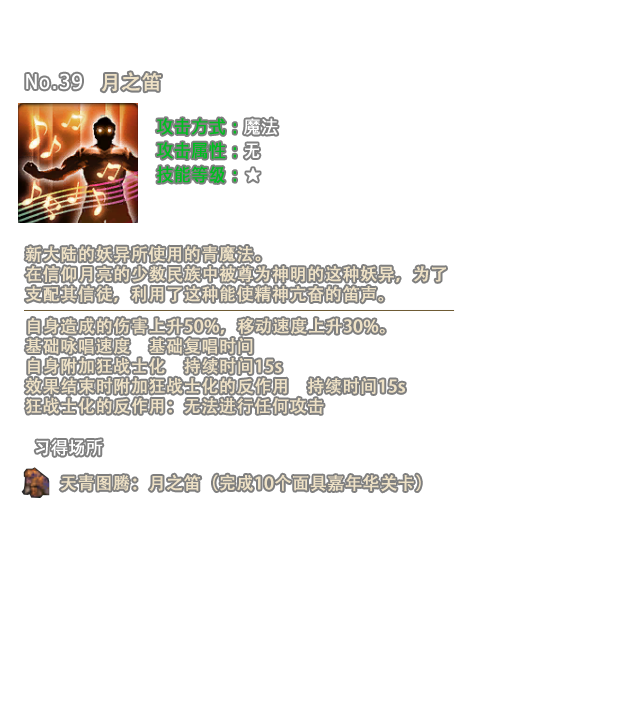 No.39 月之笛
攻击方式：魔法
攻击属性：无
技能等级：★
新大陆的妖异所使用的青魔法。
在信仰月亮的少数民族中被尊为神明的这种妖异，为了
支配其信徒，利用了这种能使精神亢奋的笛声。
自身造成的伤害上升50%，移动速度上升30%。
基础咏唱速度 基础复唱时间
自身附加狂战士化 持续时间15s
效果结束时附加狂战士化的反作用 持续时间15s
狂战士化的反作用：无法进行任何攻击
习得场所
天青图腾：月之笛（完成10个面具嘉年华关卡）